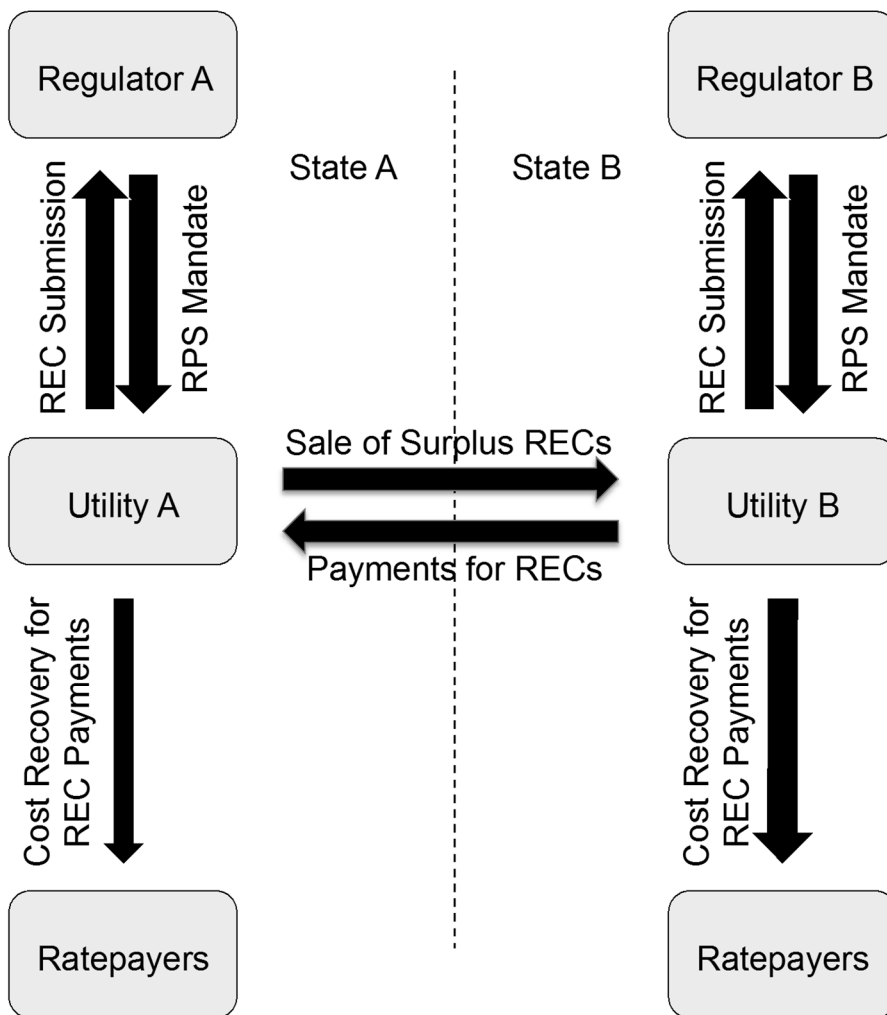 Regulator A
Regulator B
State A
State B
REC Submission
RPS Mandate
REC Submission
RPS Mandate
Sale of Surplus RECs
Utility A
Utility B
Payments for RECs
Cost Recovery for
REC Payments
Cost Recovery for
REC Payments
Ratepayers
Ratepayers